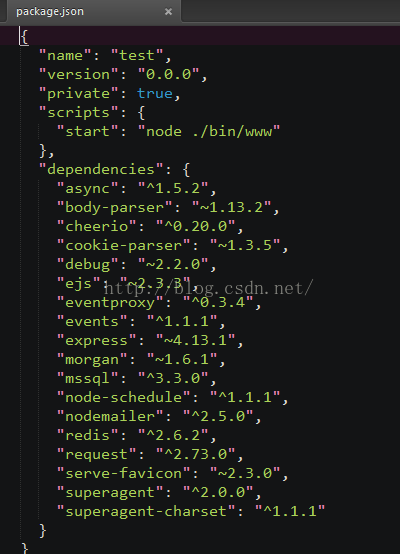 package.json ×
{
"name": "test",
"version": "0.0.0",
"private": true,
"scripts": {
"start": "node ./bin/www"
},
"dependencies": {
"async": "^1.5.2",
"body-parser": "~1.13.2",
"cheerio": "^0.20.0",
"cookie-parser": "~1.3.5",
"debug": "~2.2.0",
"ejs": "~2.3.3",
http://blog.csdn.net/
"eventproxy": "^0.3.4",
"events": "^1.1.1",
"express": "~4.13.1",
"morgan": "~1.6.1",
"mssql": "^3.3.0",
"node-schedule": "^1.1.1",
"nodemailer": "^2.5.0",
"redis": "^2.6.2",
"request": "^2.73.0",
"serve-favicon": "~2.3.0",
"superagent": "^2.0.0",
"superagent-charset": "^1.1.1"
}
}